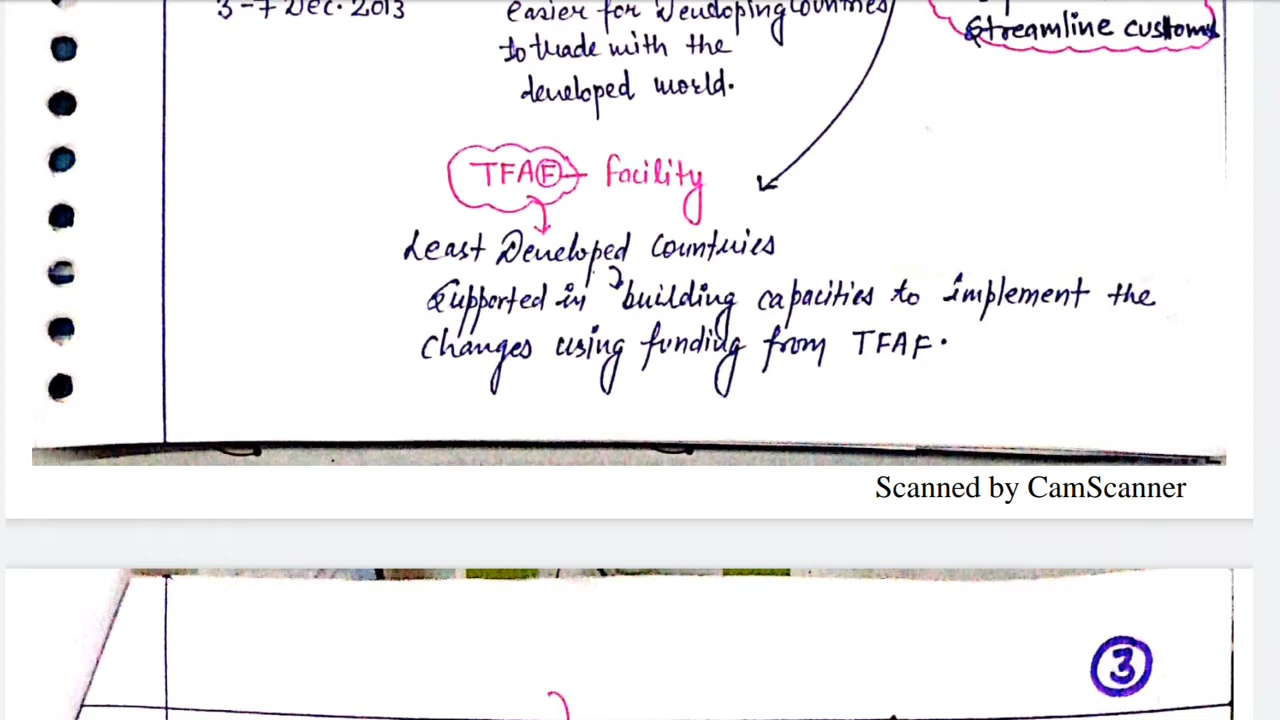 3-7 Dec. 2013
easier for Developing Countries
Streamline customs
to trade with the
developed world.
TFAF Facility
Least Developed Countries
Supported in building capacities to implement the
changes using funding from TFAF.
Scanned by CamScanner
3